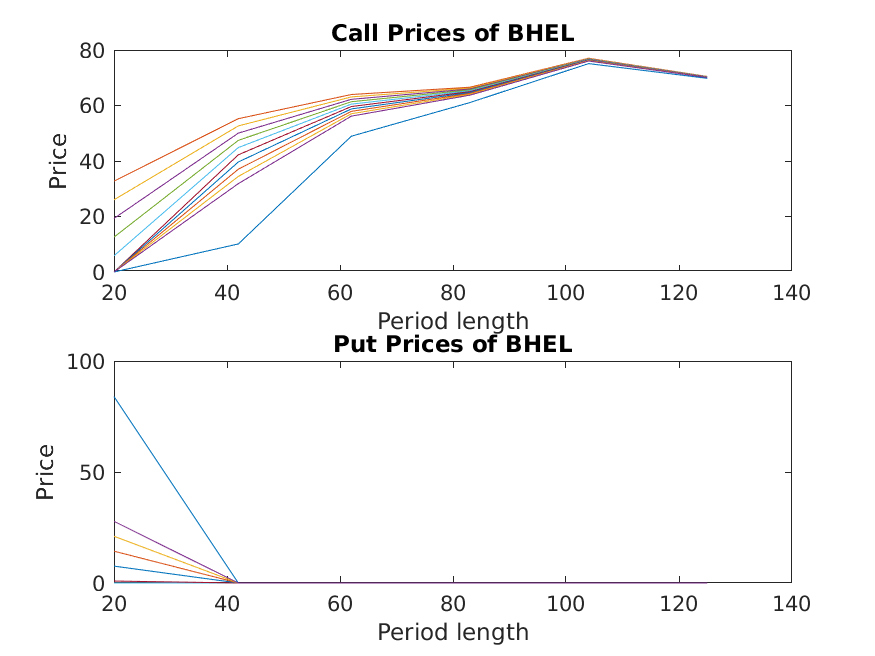 Call Prices of BHEL
80
60
40
20
0
Price
20 40 60 80 100 120 140
Period length
Put Prices of BHEL
100
50
0
Price
20 40 60 80 100 120 140
Period length